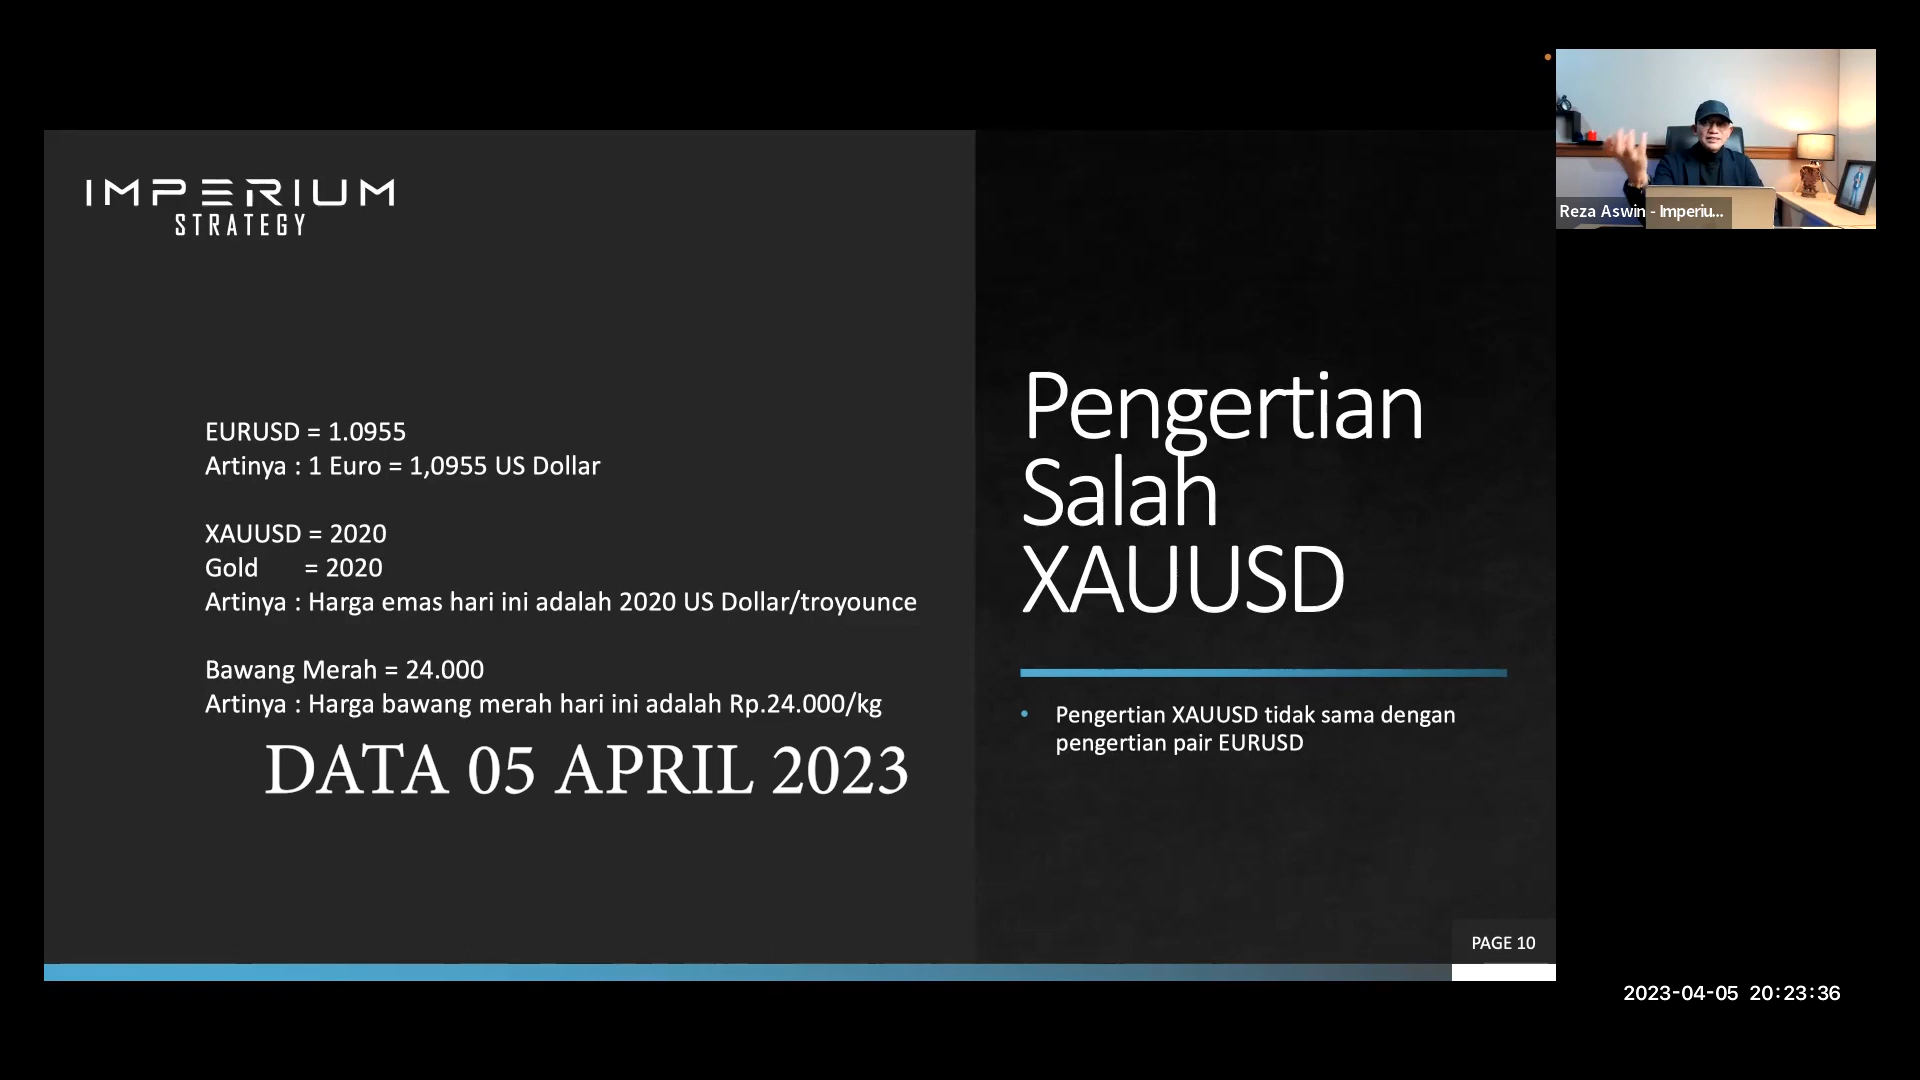 IMPERIUM
STRATEGY
EURUSD = 1.0955
Artinya : 1 Euro = 1,0955 US Dollar
XAUUSD = 2020
Gold = 2020
Artinya : Harga emas hari ini adalah 2020 US Dollar/troyounce
Bawang Merah = 24.000
Artinya : Harga bawang merah hari ini adalah Rp.24.000/kg
DATA 05 APRIL 2023
Pengertian
Salah
XAUUSD
• Pengertian XAUUSD tidak sama dengan
pengertian pair EURUSD
PAGE 10
Reza Aswin - Imperiu...
2023-04-05 20:23:36